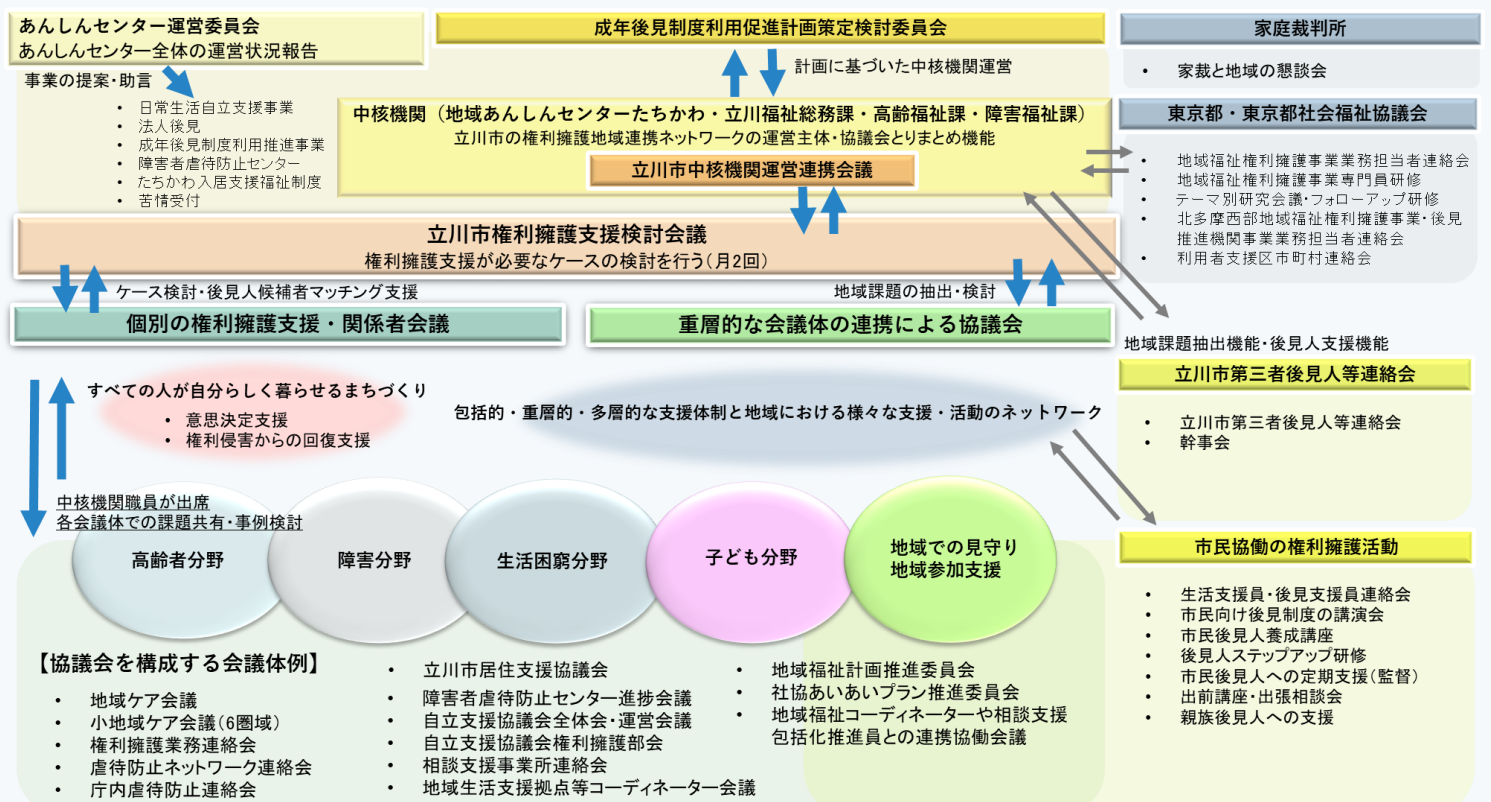 あんしんセンター運営委員会
あんしんセンター全体の運営状況報告
事業の提案・助言
・ 日常生活自立支援事業
・ 法人後見
・ 成年後見制度利用推進事業
・ 障害者虐待防止センター
・ たちかわ入居支援福祉制度
・ 苦情受付
成年後見制度利用促進計画策定検討委員会
計画に基づいた中核機関運営
中核機関（地域あんしんセンターたちかわ・立川福祉総務課・高齢福祉課・障害福祉課）
立川市の権利擁護地域連携ネットワークの運営主体・協議会とりまとめ機能
立川市中核機関運営連携会議
家庭裁判所
・ 家裁と地域の懇談会
東京都・東京都社会福祉協議会
・ 地域福祉権利擁護事業業務担当者連絡会
・ 地域福祉権利擁護事業専門員研修
・ テーマ別研究会議・フォローアップ研修
・ 北多摩西部地域福祉権利擁護事業・後見
推進機関事業業務担当者連絡会
・ 利用者支援区市町村連絡会
立川市権利擁護支援検討会議
権利擁護支援が必要なケースの検討を行う（月2回）
ケース検討・後見人候補者マッチング支援
地域課題の抽出・検討
個別の権利擁護支援・関係者会議
重層的な会議体の連携による協議会
地域課題抽出機能・後見人支援機能
立川市第三者後見人等連絡会
・ 立川市第三者後見人等連絡会
・ 幹事会
すべての人が自分らしく暮らせるまちづくり
・ 意思決定支援
・ 権利侵害からの回復支援
包括的・重層的・多層的な支援体制と地域における様々な支援・活動のネットワーク
中核機関職員が出席
各会議体での課題共有・事例検討
高齢者分野
障害分野
生活困窮分野
子ども分野
地域での見守り
地域参加支援
市民協働の権利擁護活動
・ 生活支援員・後見支援員連絡会
・ 市民向け後見制度の講演会
・ 市民後見人養成講座
・ 後見人ステップアップ研修
・ 市民後見人への定期支援（監督）
・ 出前講座・出張相談会
・ 親族後見人への支援
【協議会を構成する会議体例】
・ 地域ケア会議
・ 小地域ケア会議（6圏域）
・ 権利擁護業務連絡会
・ 虐待防止ネットワーク連絡会
・ 庁内虐待防止連絡会
・ 立川市居住支援協議会
・ 障害者虐待防止センター進捗会議
・ 自立支援協議会全体会・運営会議
・ 自立支援協議会権利擁護部会
・ 相談支援事業所連絡会
・ 地域生活支援拠点等コーディネーター会議
・ 地域福祉計画推進委員会
・ 社協あいあいプラン推進委員会
・ 地域福祉コーディネーターや相談支援
包括化推進員との連携協働会議